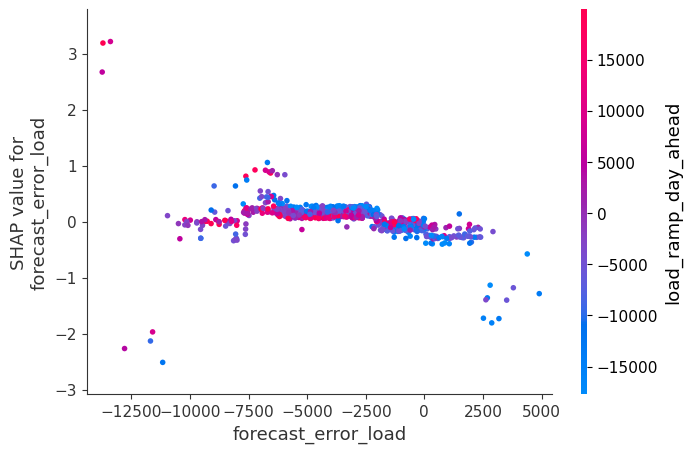 3
2
1
0
−1
−2
−3
SHAP value for
forecast_error_load
−12500 −10000 −7500 −5000 −2500 0 2500 5000
forecast_error_load
15000
10000
5000
0
−5000
−10000
−15000
load_ramp_day_ahead